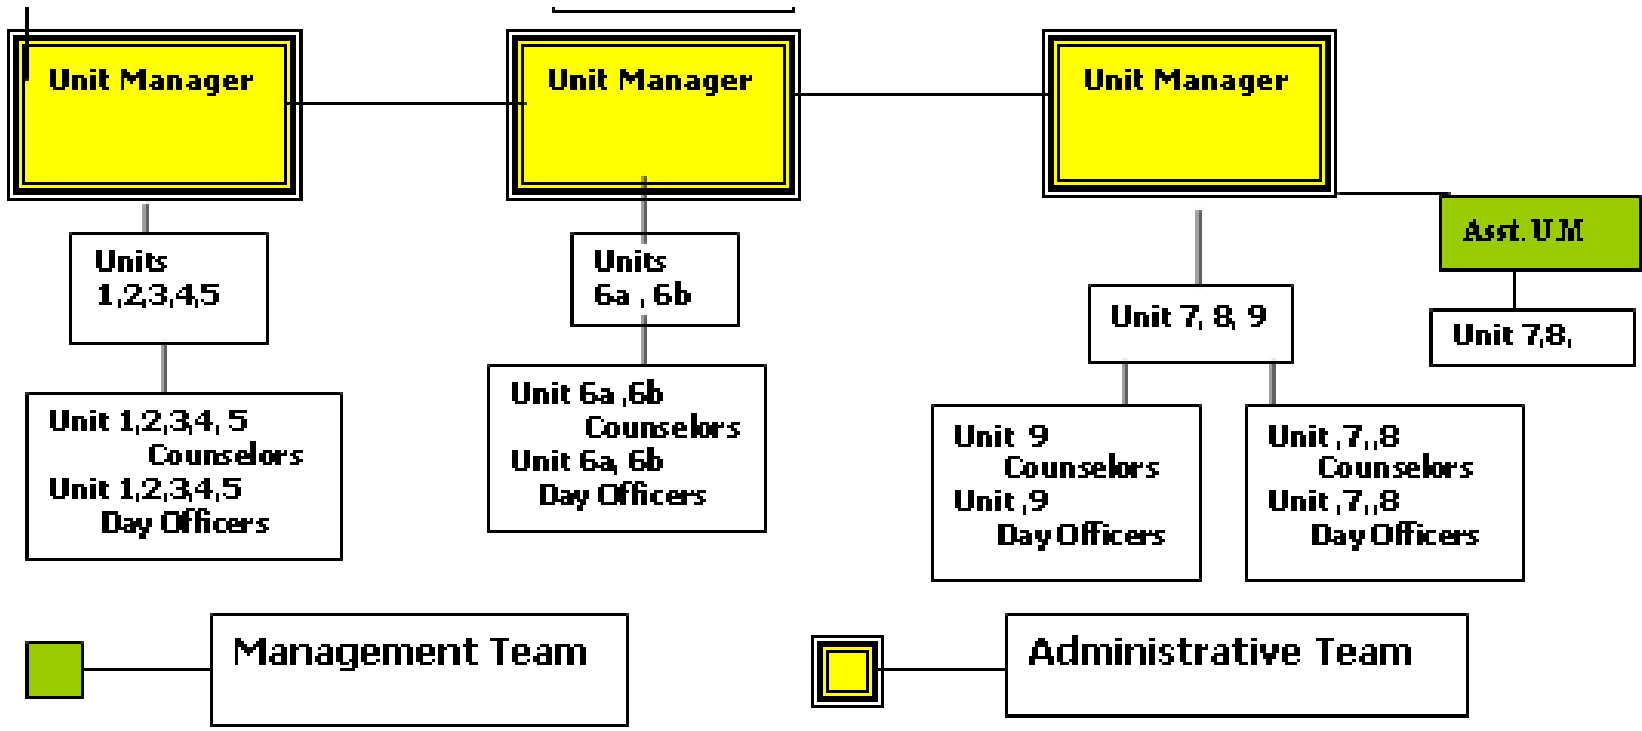 Unit Manager
Unit Manager
Unit Manager
Asst. U.M
Units
1,2,3,4,5
Units
6a , 6b
Unit 7, 8, 9
Unit 7,8,
Unit 1,2,3,4, 5
Counselors
Unit 1,2,3,4,5
Day Officers
Unit 6a ,6b
Counselors
Unit 6a, 6b
Day Officers
Unit 9
Counselors
Unit ,9
Day Officers
Unit ,7,,8
Counselors
Unit ,7,,8
Day Officers
Management Team
Administrative Team